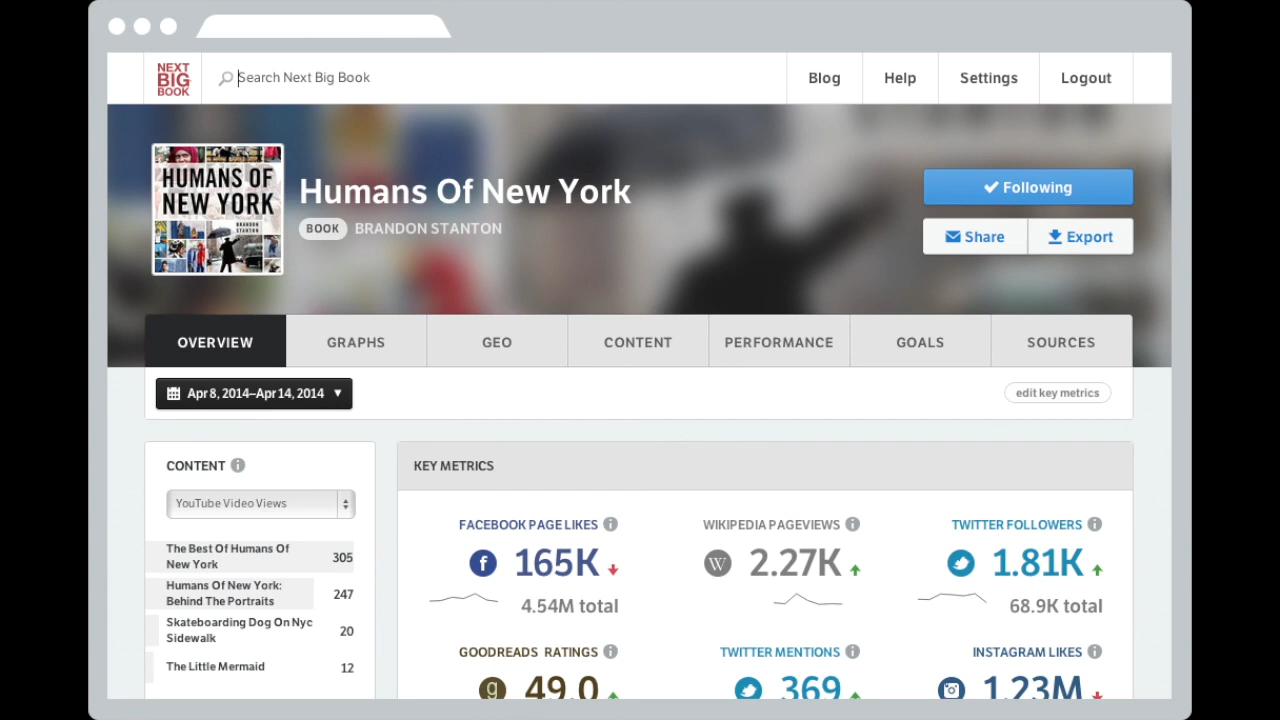 NEXT
BIG
BOOK
Search Next Big Book
Blog
Help
Settings
Logout
HUMANS OF
NEW YORK
BRANDON
STANTON
Humans Of New York
BOOK
BRANDON STANTON
Following
Share
Export
OVERVIEW
GRAPHS
GEO
CONTENT
PERFORMANCE
GOALS
SOURCES
Apr 8, 2014–Apr 14, 2014
edit key metrics
CONTENT
YouTube Video Views
The Best Of Humans Of
New York
305
Humans Of New York:
Behind The Portraits
247
Skateboarding Dog On Nyc
Sidewalk
20
The Little Mermaid
12
KEY METRICS
FACEBOOK PAGE LIKES
165K
4.54M total
WIKIPEDIA PAGEVIEWS
2.27K
TWITTER FOLLOWERS
1.81K
68.9K total
GOODREADS RATINGS
49.0
TWITTER MENTIONS
369
INSTAGRAM LIKES
1.23M